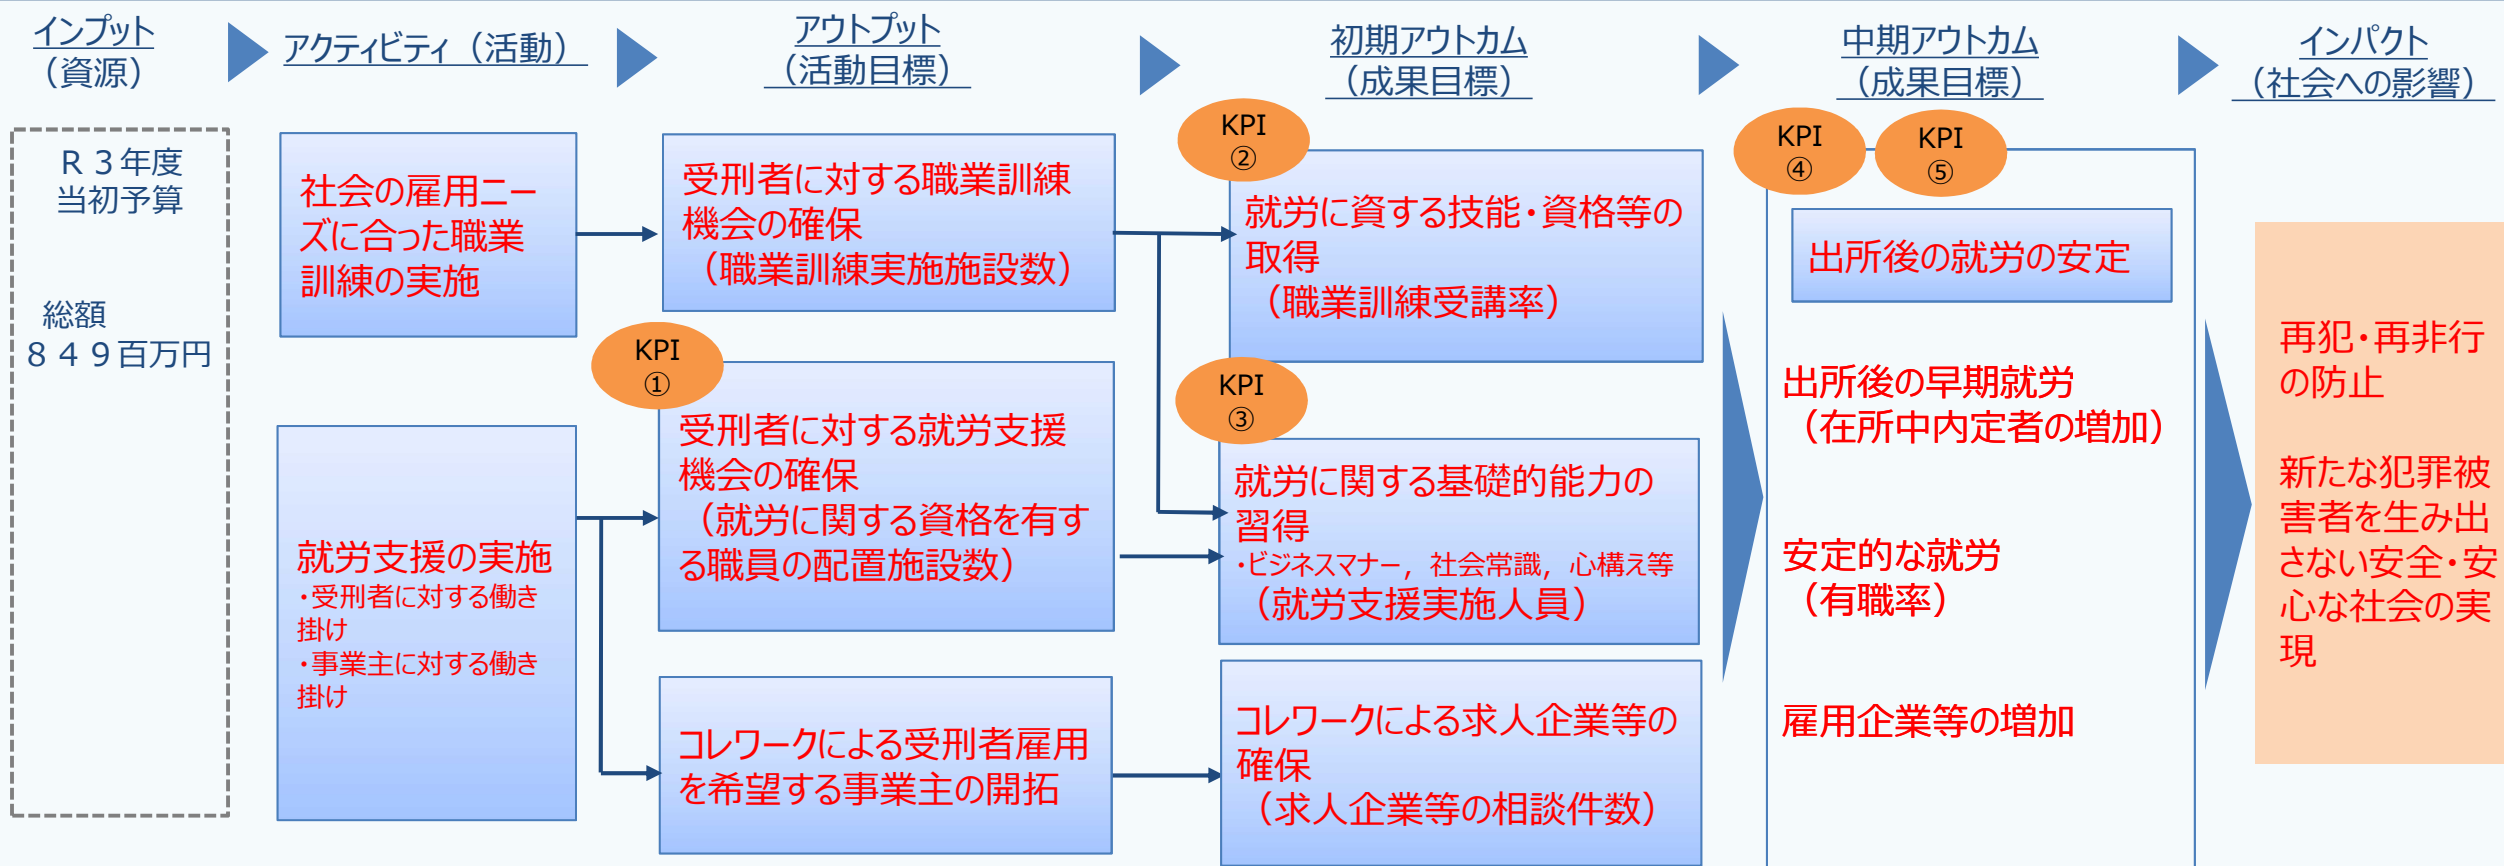 インプット
（資源）
アクティビティ（活動）
アウトプット
（活動目標）
初期アウトカム
（成果目標）
中期アウトカム
（成果目標）
インパクト
（社会への影響）
Ｒ３年度
当初予算
総額
８４９百万円
社会の雇用ニー
ズに合った職業
訓練の実施
就労支援の実施
・受刑者に対する働き
掛け
・事業主に対する働き
掛け
受刑者に対する職業訓練
機会の確保
（職業訓練実施施設数）
KPI
①
受刑者に対する就労支援
機会の確保
（就労に関する資格を有す
る職員の配置施設数）
コレワークによる受刑者雇用
を希望する事業主の開拓
KPI
②
就労に資する技能・資格等の
取得
（職業訓練受講率）
KPI
③
就労に関する基礎的能力の
習得
・ビジネスマナー，社会常識，心構え等
（就労支援実施人員）
コレワークによる求人企業等の
確保
（求人企業等の相談件数）
KPI
④
KPI
⑤
出所後の就労の安定
出所後の早期就労
（在所中内定者の増加）
安定的な就労
（有職率）
雇用企業等の増加
再犯・再非行
の防止
新たな犯罪被
害者を生み出
さない安全・安
心な社会の実
現